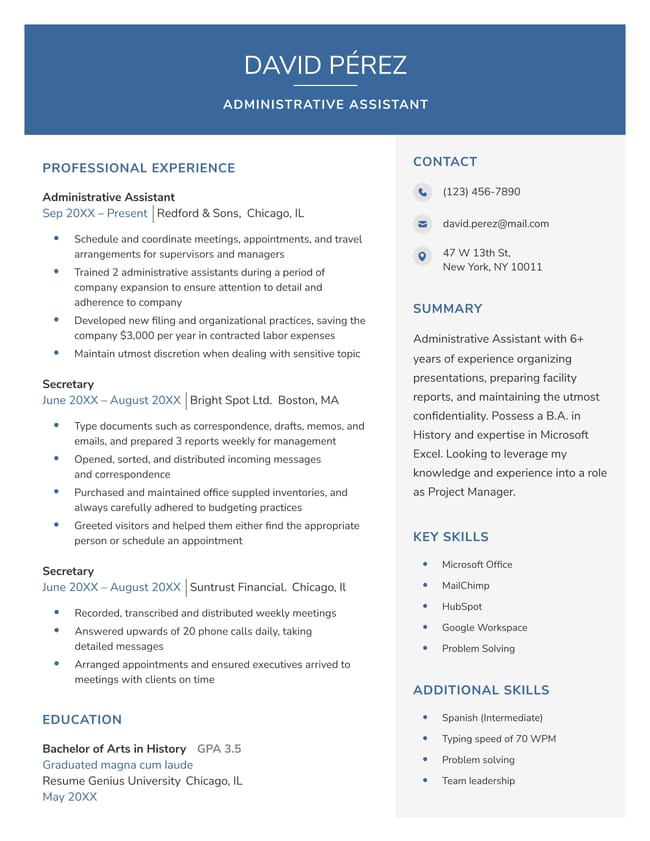 DAVID PÉREZ
ADMINISTRATIVE ASSISTANT
PROFESSIONAL EXPERIENCE
Administrative Assistant
Sep 20XX – Present | Redford & Sons, Chicago, IL
• Schedule and coordinate meetings, appointments, and travel
arrangements for supervisors and managers
• Trained 2 administrative assistants during a period of
company expansion to ensure attention to detail and
adherence to company
• Developed new filing and organizational practices, saving the
company $3,000 per year in contracted labor expenses
• Maintain utmost discretion when dealing with sensitive topic
Secretary
June 20XX – August 20XX | Bright Spot Ltd. Boston, MA
• Type documents such as correspondence, drafts, memos, and
emails, and prepared 3 reports weekly for management
• Opened, sorted, and distributed incoming messages
and correspondence
• Purchased and maintained office suppled inventories, and
always carefully adhered to budgeting practices
• Greeted visitors and helped them either find the appropriate
person or schedule an appointment
Secretary
June 20XX – August 20XX | Suntrust Financial. Chicago, Il
• Recorded, transcribed and distributed weekly meetings
• Answered upwards of 20 phone calls daily, taking
detailed messages
• Arranged appointments and ensured executives arrived to
meetings with clients on time
EDUCATION
Bachelor of Arts in History GPA 3.5
Graduated magna cum laude
Resume Genius University Chicago, IL
May 20XX
CONTACT
(123) 456-7890
david.perez@mail.com
47 W 13th St,
New York, NY 10011
SUMMARY
Administrative Assistant with 6+
years of experience organizing
presentations, preparing facility
reports, and maintaining the utmost
confidentiality. Possess a B.A. in
History and expertise in Microsoft
Excel. Looking to leverage my
knowledge and experience into a role
as Project Manager.
KEY SKILLS
• Microsoft Office
• MailChimp
• HubSpot
• Google Workspace
• Problem Solving
ADDITIONAL SKILLS
• Spanish (Intermediate)
• Typing speed of 70 WPM
• Problem solving
• Team leadership